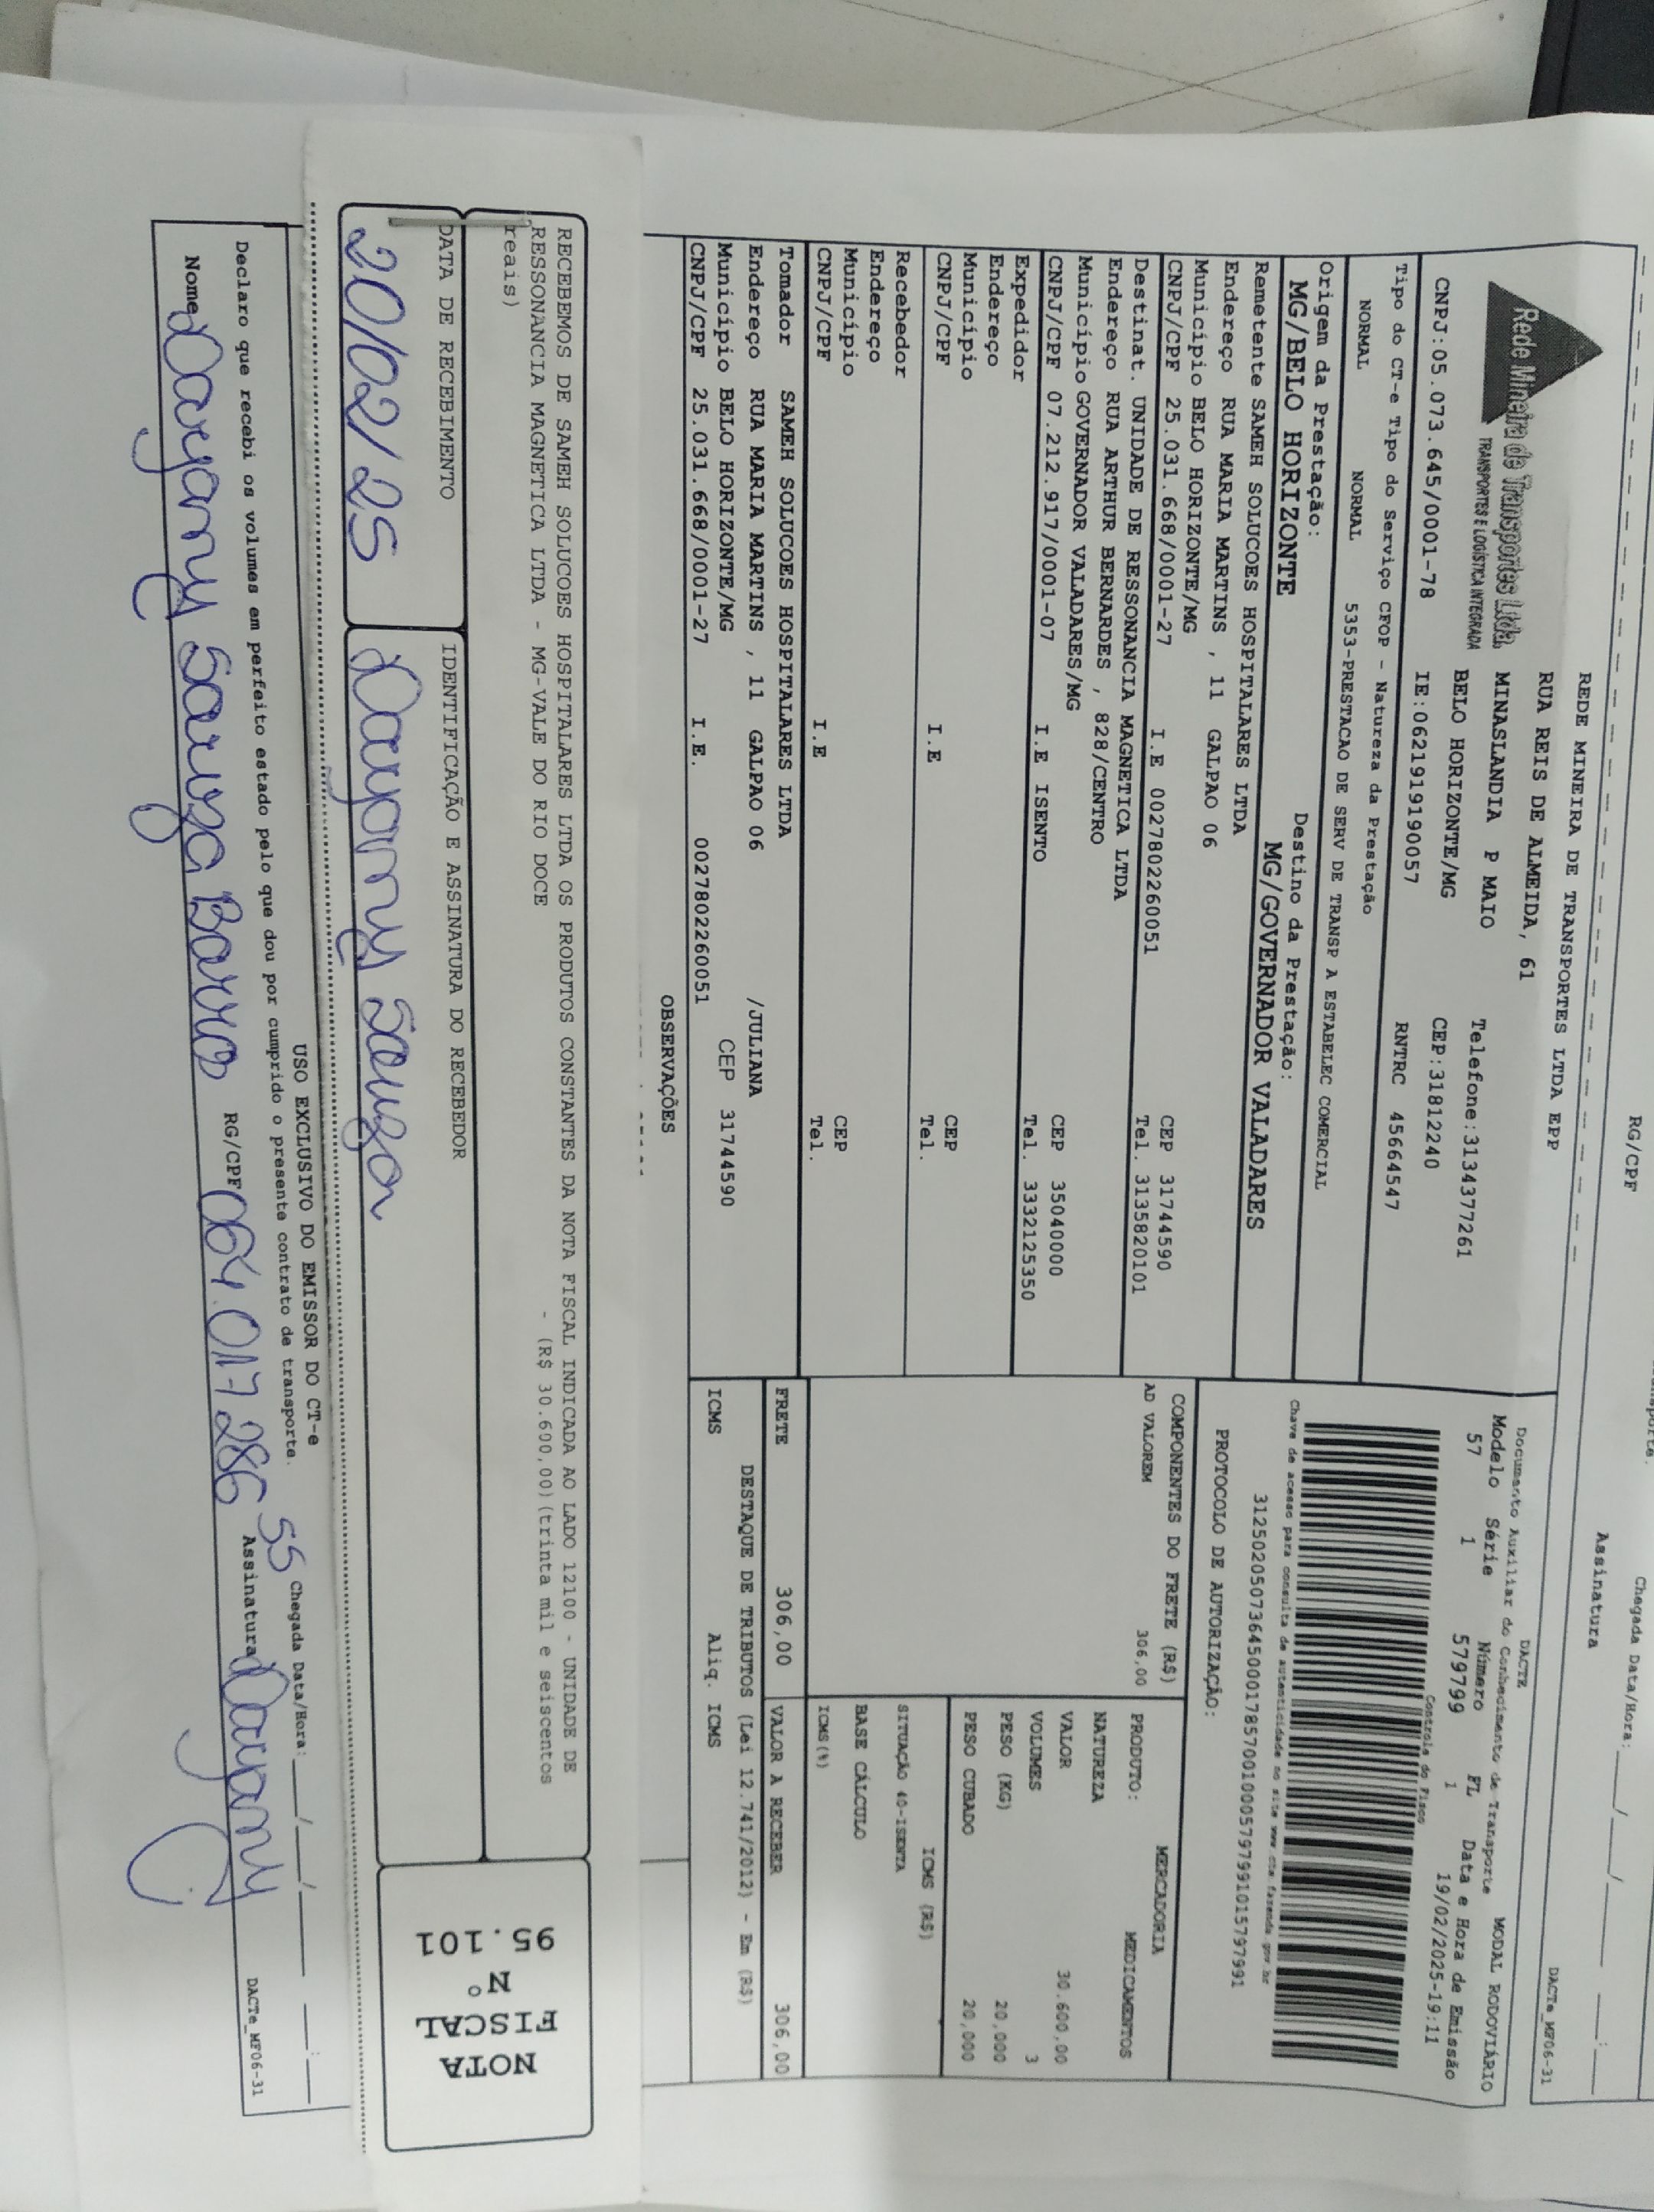 RG/CPF
Assinatura
Chegada Data/Hora: ___/___/___ ___:___
DACTe_MF06-31
Rede Mineira de Transportes Ltda.
TRANSPORTES E LOGÍSTICA INTEGRADA
REDE MINEIRA DE TRANSPORTES LTDA EPP
RUA REIS DE ALMEIDA, 61
MINASLANDIA P MAIO Telefone:3134377261
BELO HORIZONTE/MG CEP:31812240
CNPJ:05.073.645/0001-78 IE:0621919190057 RNTRC 45664547
Tipo do CT-e Tipo do Serviço CFOP - Natureza da Prestação
NORMAL NORMAL 5353-PRESTACAO DE SERV DE TRANSP A ESTABELEC COMERCIAL
Origem da Prestação: Destino da Prestação:
MG/BELO HORIZONTE MG/GOVERNADOR VALADARES
Remetente SAMEH SOLUCOES HOSPITALARES LTDA
Endereço RUA MARIA MARTINS , 11 GALPAO 06
Município BELO HORIZONTE/MG CEP 31744590
CNPJ/CPF 25.031.668/0001-27 I.E 0027802260051 Tel. 3135820101
Destinat. UNIDADE DE RESSONANCIA MAGNETICA LTDA
Endereço RUA ARTHUR BERNARDES , 828/CENTRO
Município GOVERNADOR VALADARES/MG CEP 35040000
CNPJ/CPF 07.212.917/0001-07 I.E ISENTO Tel. 3332125350
Expedidor
Endereço
Município CEP
CNPJ/CPF I.E Tel.
Recebedor
Endereço
Município CEP
CNPJ/CPF I.E Tel.
Tomador SAMEH SOLUCOES HOSPITALARES LTDA
Endereço RUA MARIA MARTINS , 11 GALPAO 06 /JULIANA
Município BELO HORIZONTE/MG CEP 31744590
CNPJ/CPF 25.031.668/0001-27 I.E. 0027802260051
OBSERVAÇÕES
DACTE MODAL RODOVIÁRIO
Documento Auxiliar do Conhecimento de Transporte
Modelo Série Número FL Data e Hora de Emissão
57 1 579799 1 19/02/2025-19:11
Controle do Fisco
Chave de acesso para consulta de autenticidade no site www.cte.fazenda.gov.br
31250205073645000178570010005797991015797991
PROTOCOLO DE AUTORIZAÇÃO:
COMPONENTES DO FRETE (R$)
AD VALOREM 306,00
MERCADORIA
PRODUTO: MEDICAMENTOS
NATUREZA
VALOR 30.600,00
VOLUMES 3
PESO (KG) 20,000
PESO CUBADO 20,000
ICMS (R$)
SITUAÇÃO 40-ISENTA
BASE CÁLCULO
ICMS(%)
FRETE 306,00 VALOR A RECEBER 306,00
DESTAQUE DE TRIBUTOS (Lei 12.741/2012) - Em (R$)
ICMS Aliq. ICMS
RECEBEMOS DE SAMEH SOLUCOES HOSPITALARES LTDA OS PRODUTOS CONSTANTES DA NOTA FISCAL INDICADA AO LADO 12100 - UNIDADE DE
RESSONANCIA MAGNETICA LTDA - MG-VALE DO RIO DOCE - (R$ 30.600,00)(trinta mil e seiscentos
reais)
DATA DE RECEBIMENTO IDENTIFICAÇÃO E ASSINATURA DO RECEBEDOR
20/02/25 Dayany Souza
NOTA
FISCAL
Nº
95.101
USO EXCLUSIVO DO EMISSOR DO CT-e
Declaro que recebi os volumes em perfeito estado pelo que dou por cumprido o presente contrato de transporte. Chegada Data/Hora: ___/___/___ ___:___
Nome Dayany Souza Barros RG/CPF 064.017 286 55 Assinatura Dayany
DACTe_MF06-31